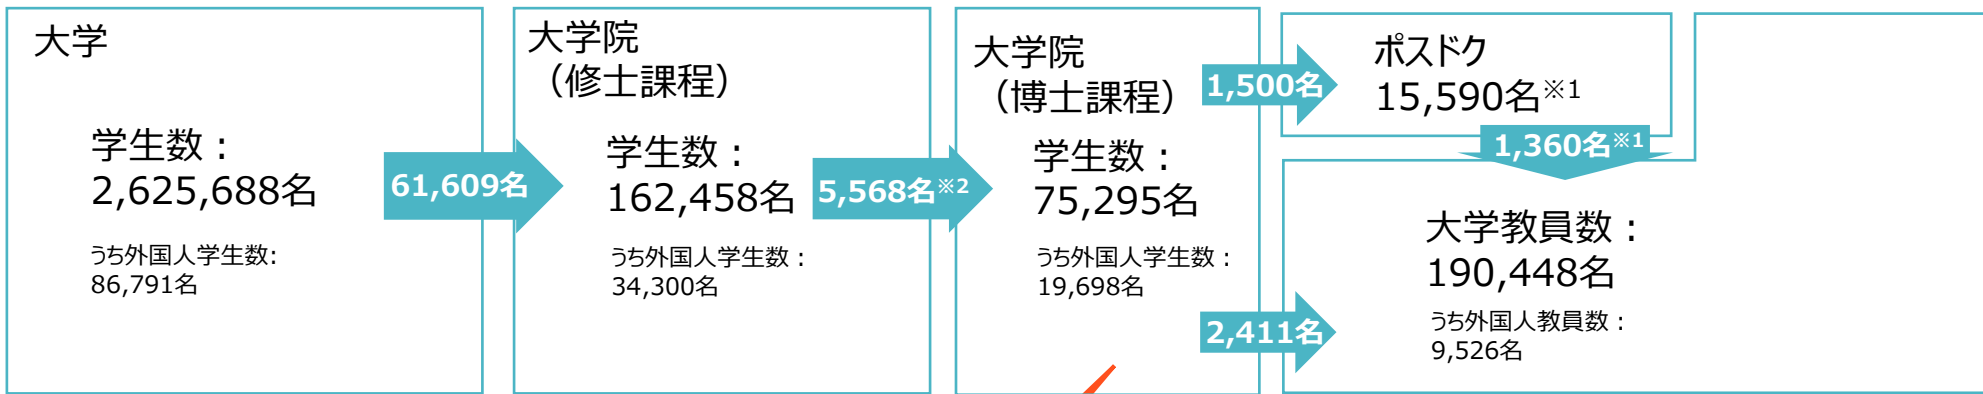 大学
学生数：
2,625,688名
うち外国人学生数:
86,791名
61,609名
大学院
（修士課程）
学生数：
162,458名
うち外国人学生数：
34,300名
5,568名※2
大学院
（博士課程）
学生数：
75,295名
うち外国人学生数：
19,698名
1,500名
2,411名
ポスドク
15,590名※1
1,360名※1
大学教員数：
190,448名
うち外国人教員数：
9,526名